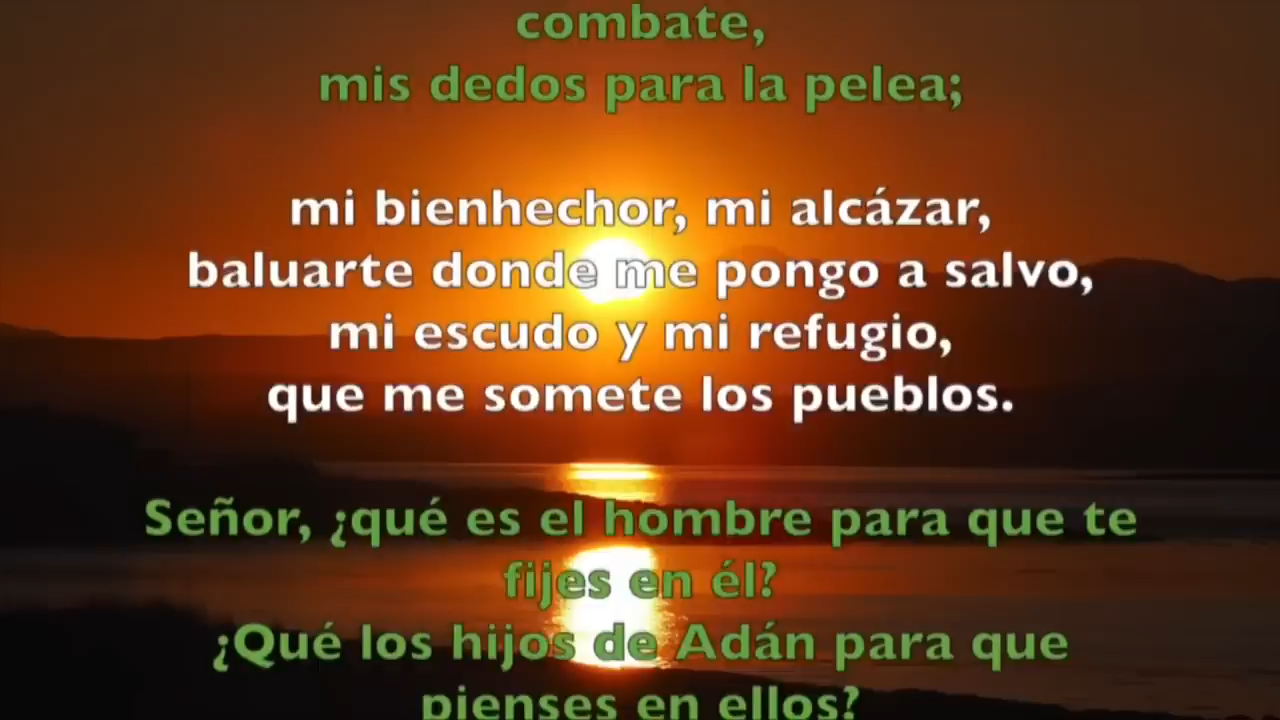 combate,
mis dedos para la pelea;
mi bienhechor, mi alcázar,
baluarte donde me pongo a salvo,
mi escudo y mi refugio,
que me somete los pueblos.
Señor, ¿qué es el hombre para que te
fijes en él?
¿Qué los hijos de Adán para que
pienses en ellos?